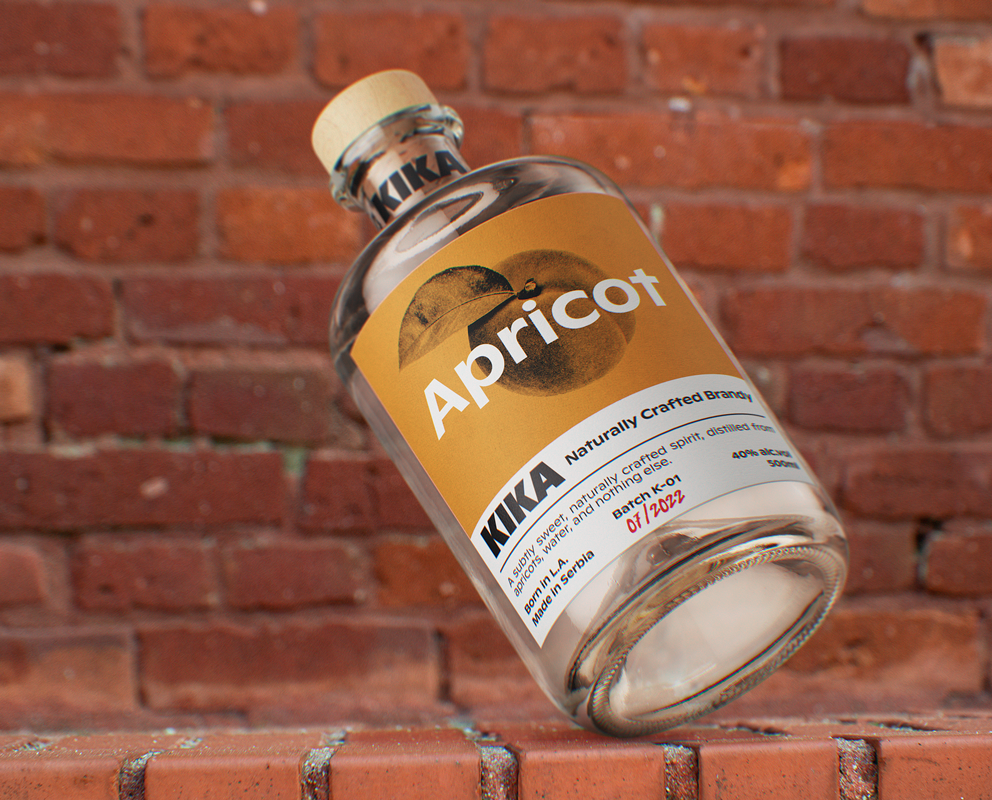 KIKA
Apricot
KIKA Naturally Crafted Brandy
A subtly sweet, naturally crafted spirit, distilled from
apricots, water, and nothing else.
40% alc.vol
500ml
Batch K-01
07/2022
Born in L.A.
Made in Serbia